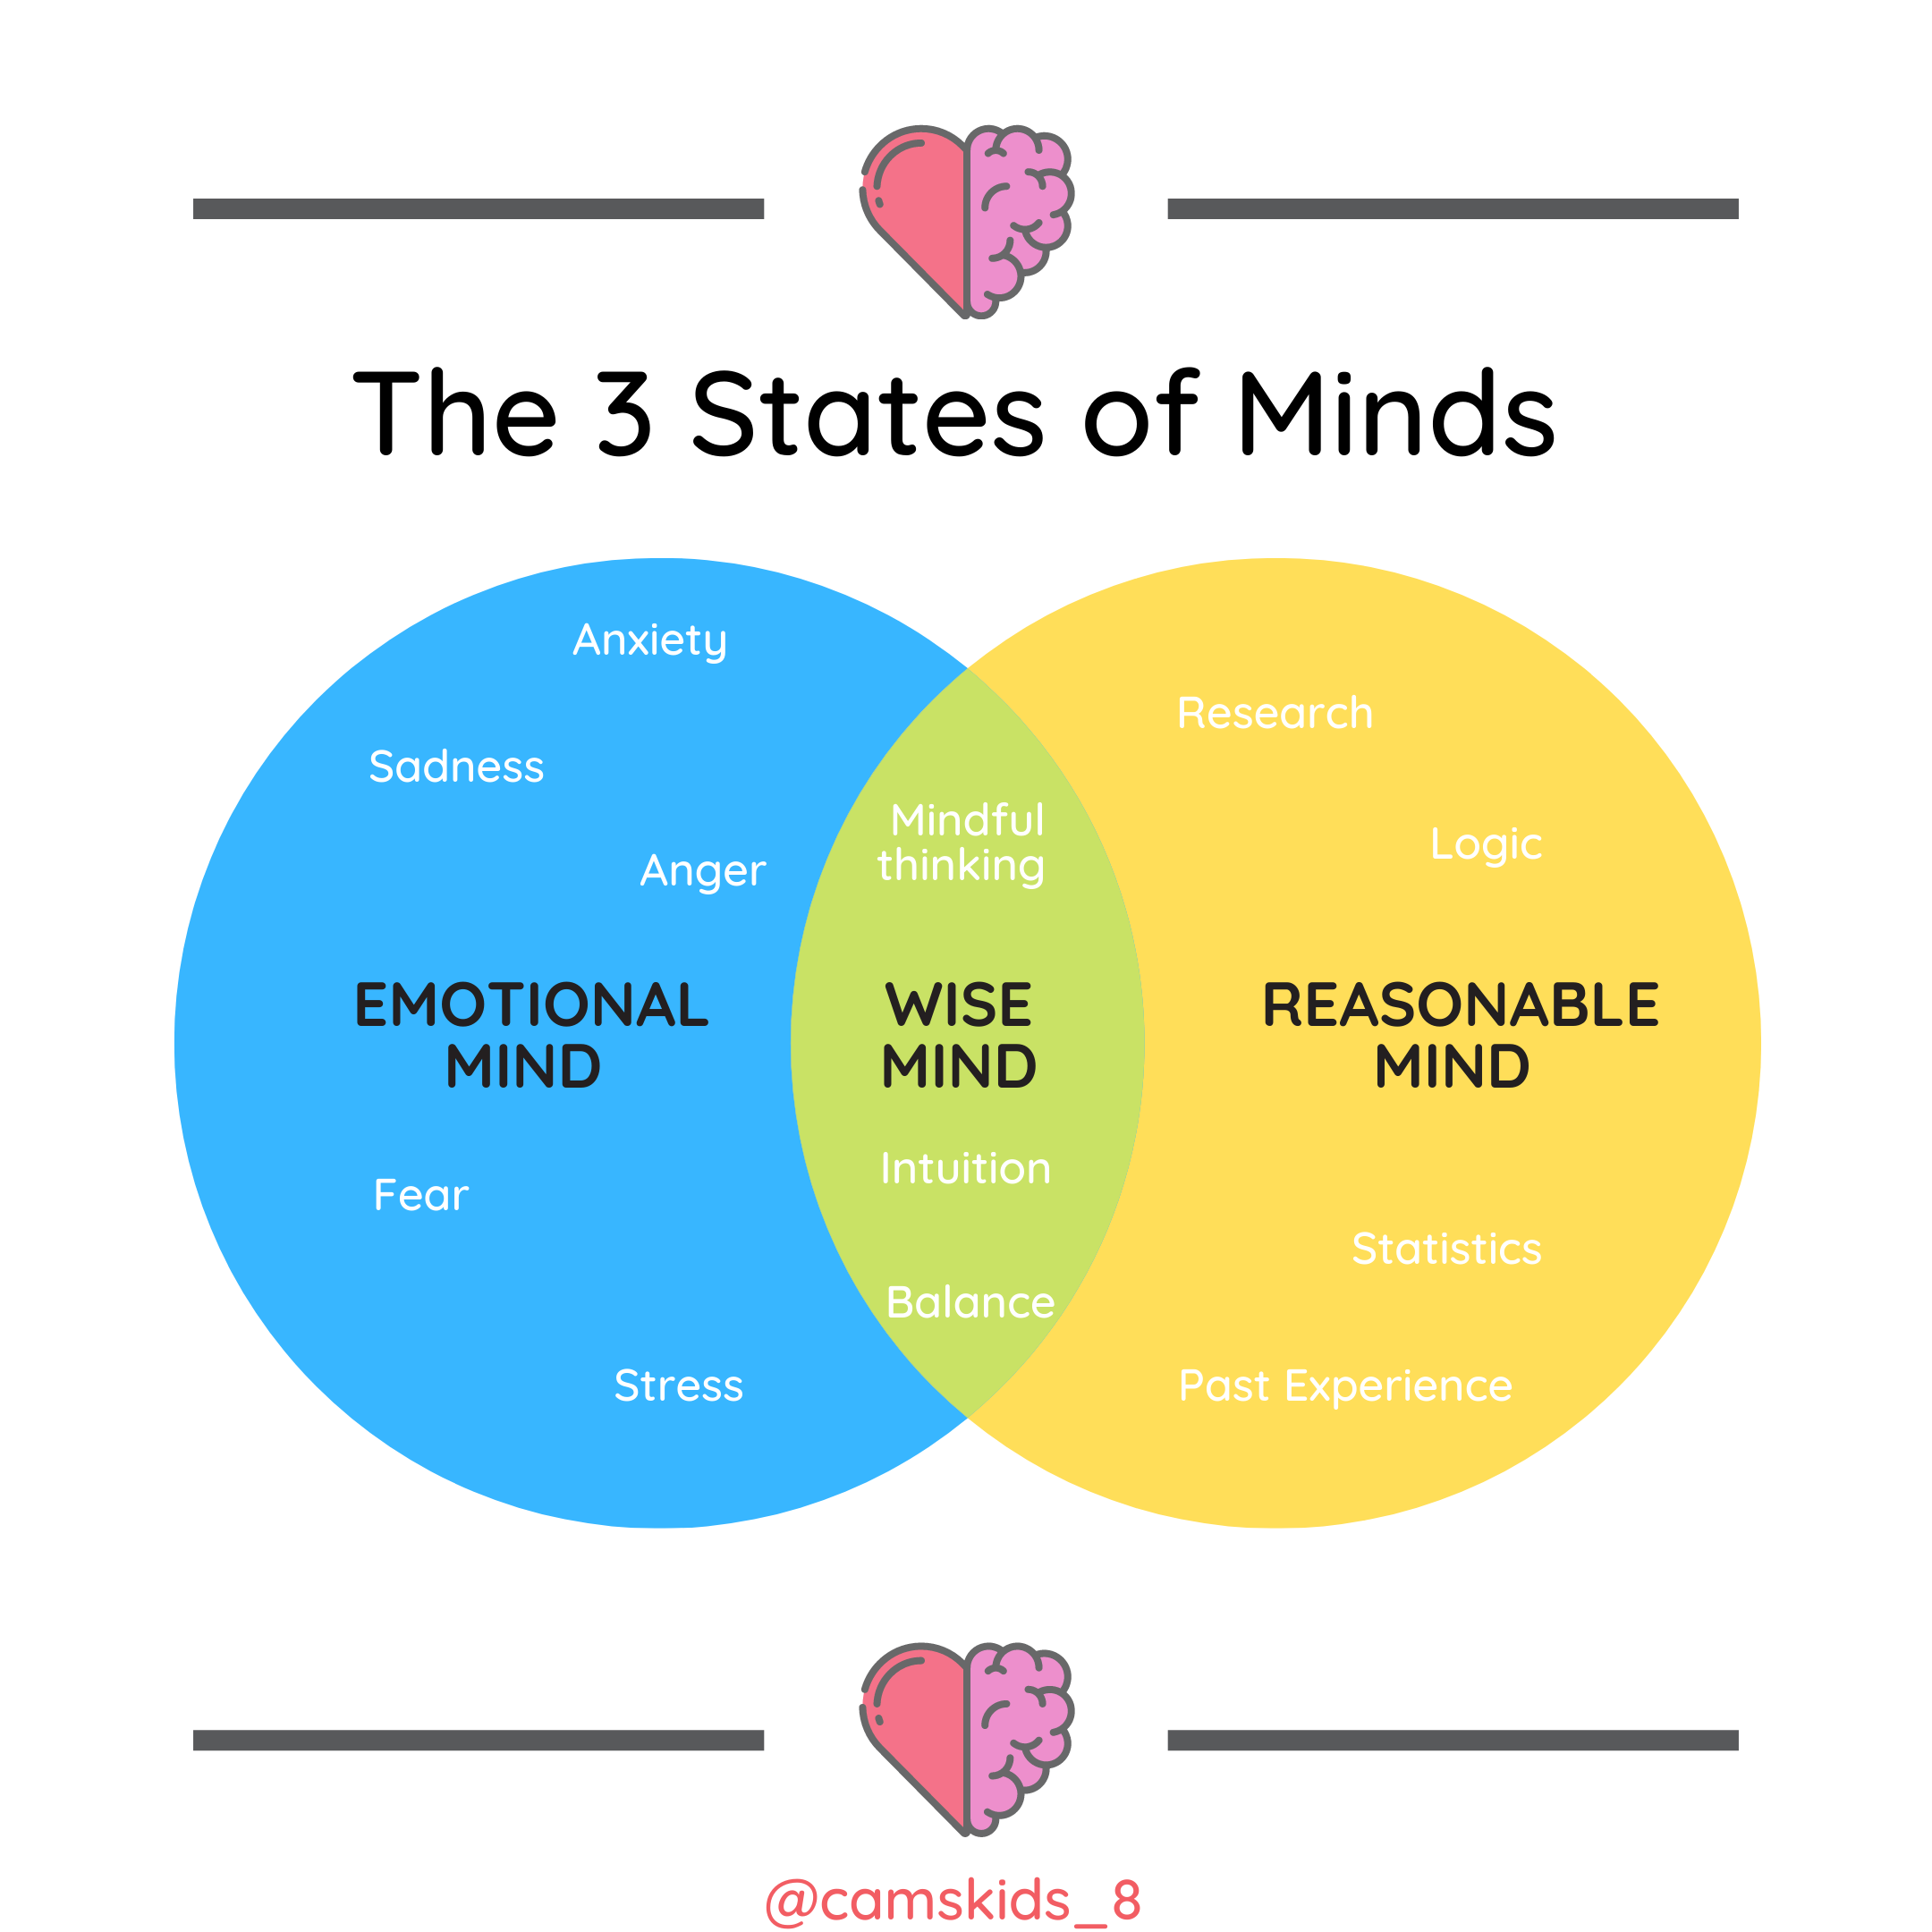 The 3 States of Minds
Anxiety
Sadness
Anger
EMOTIONAL
MIND
Fear
Stress
Mindful
thinking
WISE
MIND
Intuition
Balance
Research
Logic
REASONABLE
MIND
Statistics
Past Experience
@comskids_8